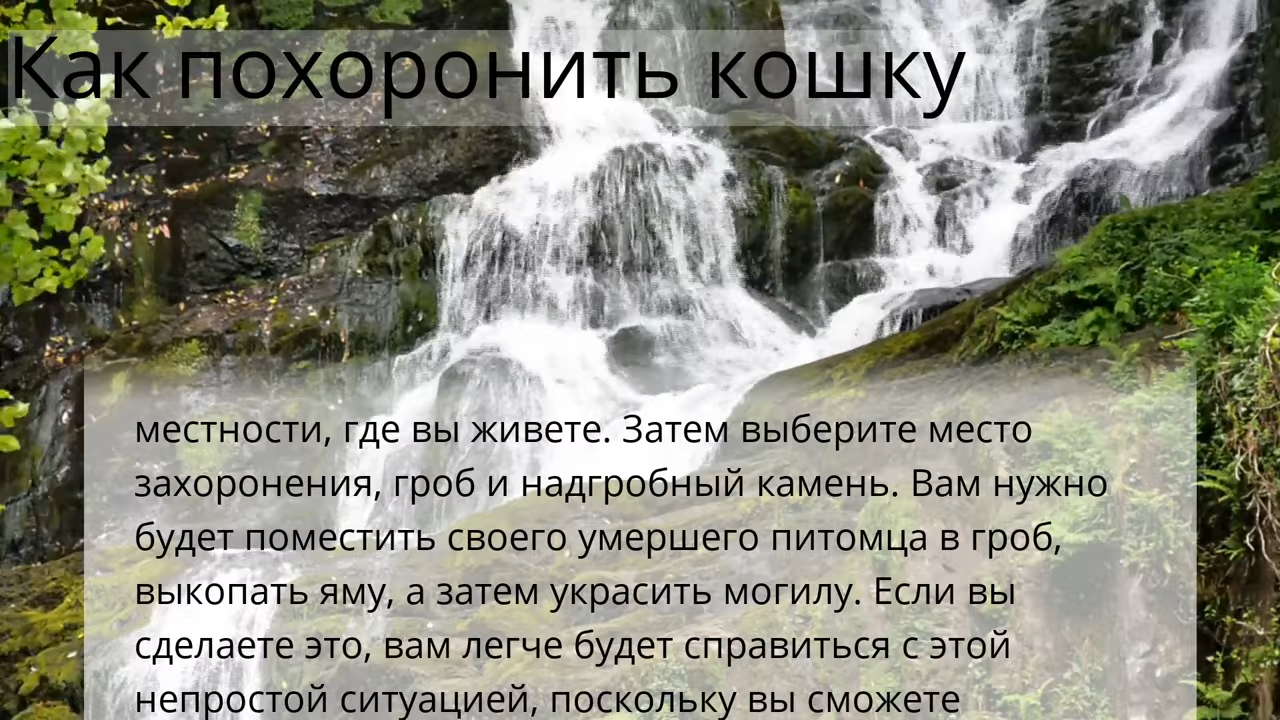 Как похоронить кошку
местности, где вы живете. Затем выберите место
захоронения, гроб и надгробный камень. Вам нужно
будет поместить своего умершего питомца в гроб,
выкопать яму, а затем украсить могилу. Если вы
сделаете это, вам легче будет справиться с этой
непростой ситуацией, поскольку вы сможете